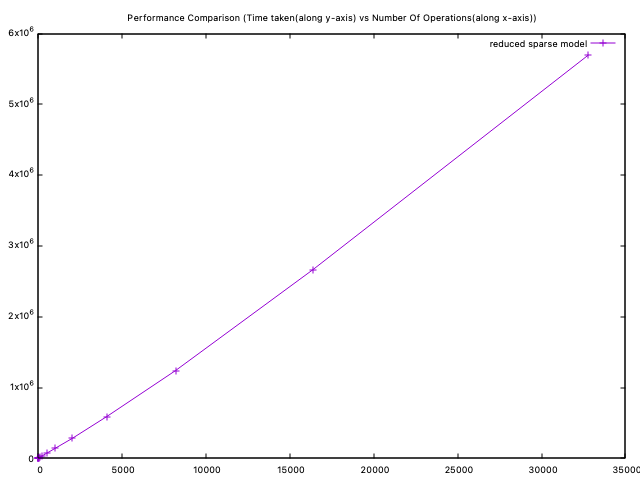 Performance Comparison (Time taken(along y-axis) vs Number Of Operations(along x-axis))
reduced sparse model
6x10^6
5x10^6
4x10^6
3x10^6
2x10^6
1x10^6
0
0 5000 10000 15000 20000 25000 30000 35000